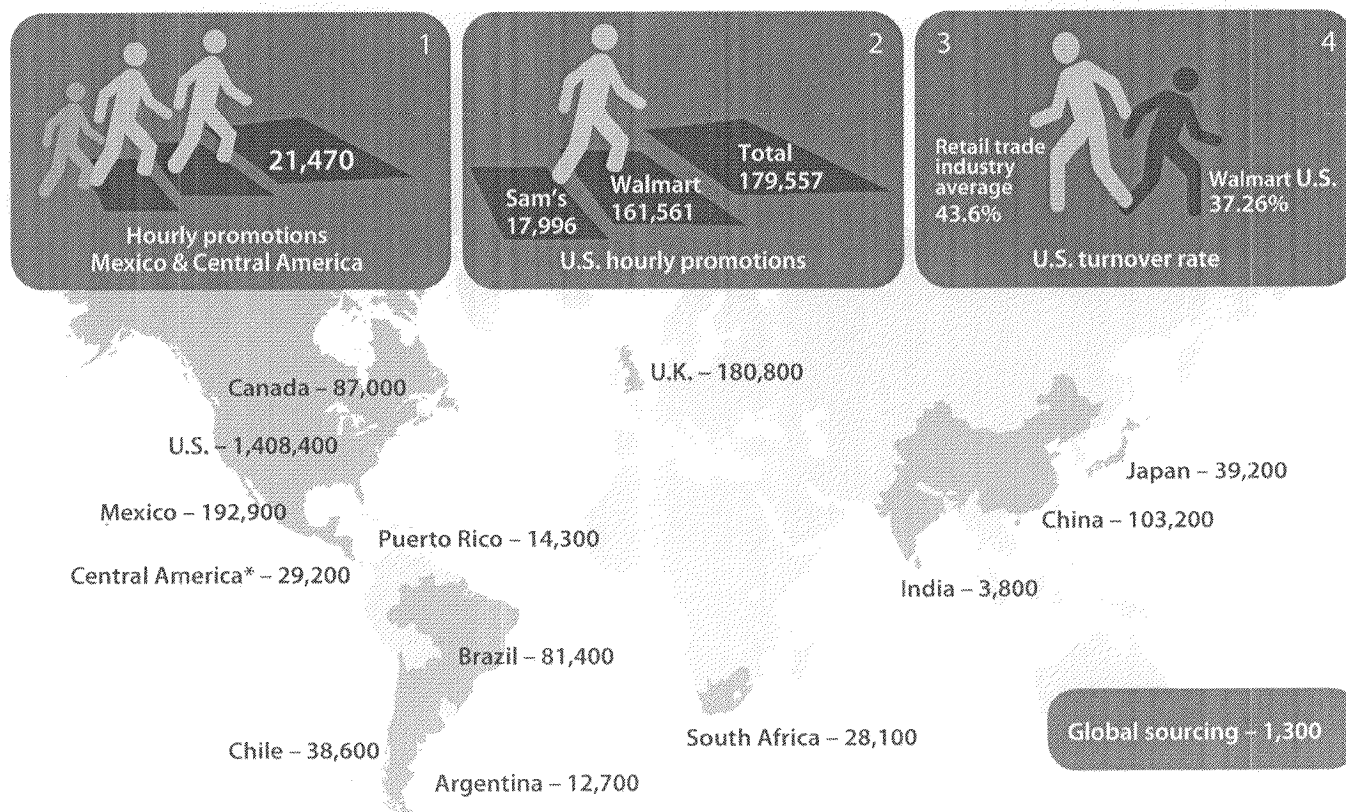 1
21,470
Hourly promotions
Mexico & Central America
2
Sam's
17,996
Walmart
161,561
Total
179,557
U.S. hourly promotions
3
4
Retail trade
industry
average
43.6%
Walmart U.S.
37.26%
U.S. turnover rate
Canada – 87,000
U.K. – 180,800
U.S. – 1,408,400
Japan – 39,200
Mexico – 192,900
China – 103,200
Puerto Rico – 14,300
Central America* – 29,200
India – 3,800
Brazil – 81,400
South Africa – 28,100
Global sourcing – 1,300
Chile – 38,600
Argentina – 12,700